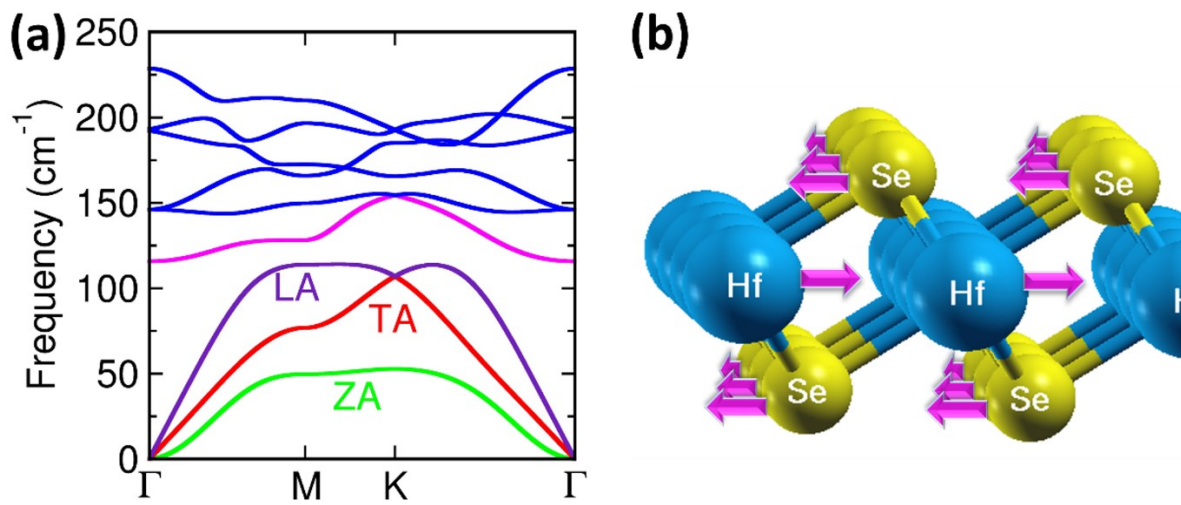 (a)
250
200
150
100
50
0
Frequency (cm⁻¹)
LA
TA
ZA
Γ M K Γ
(b)
Se Se
Hf Hf H
Se Se